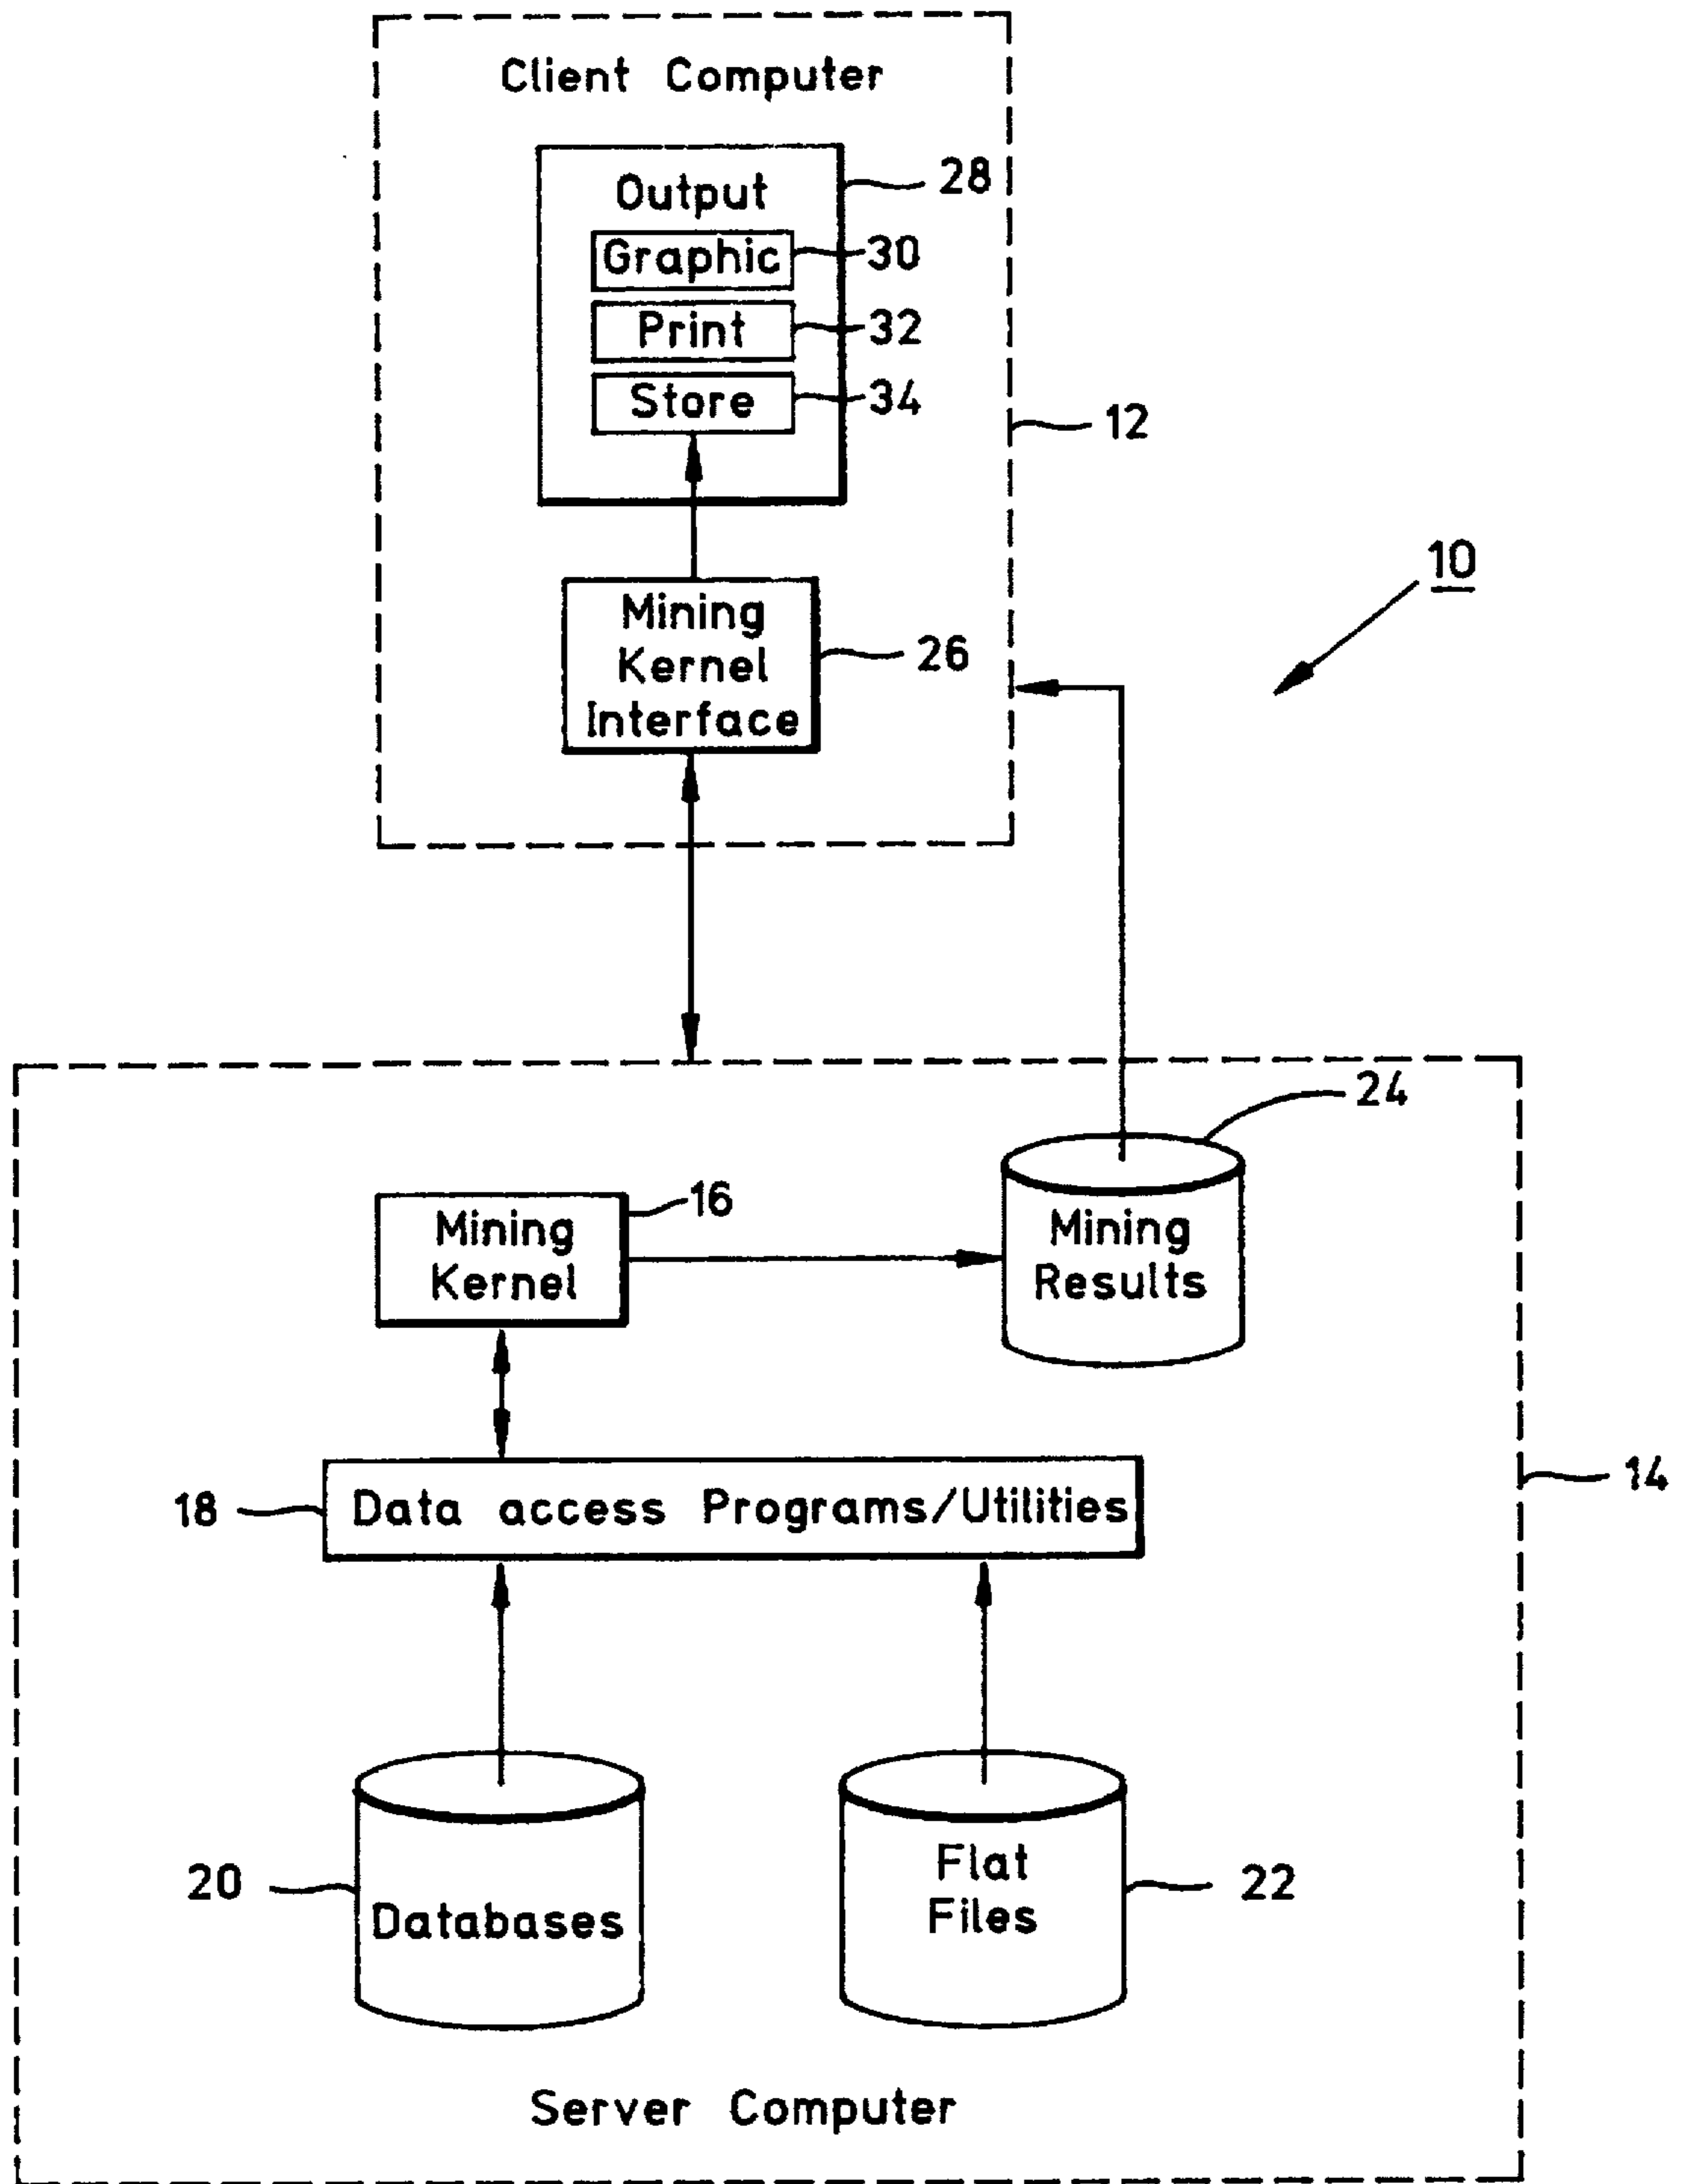 Client Computer
Output
28
Graphic
30
Print
32
Store
34
12
10
Mining
Kernel
Interface
26
24
16
Mining
Kernel
Mining
Results
14
18
Data access Programs/Utilities
20
Databases
Flat
Files
22
Server Computer